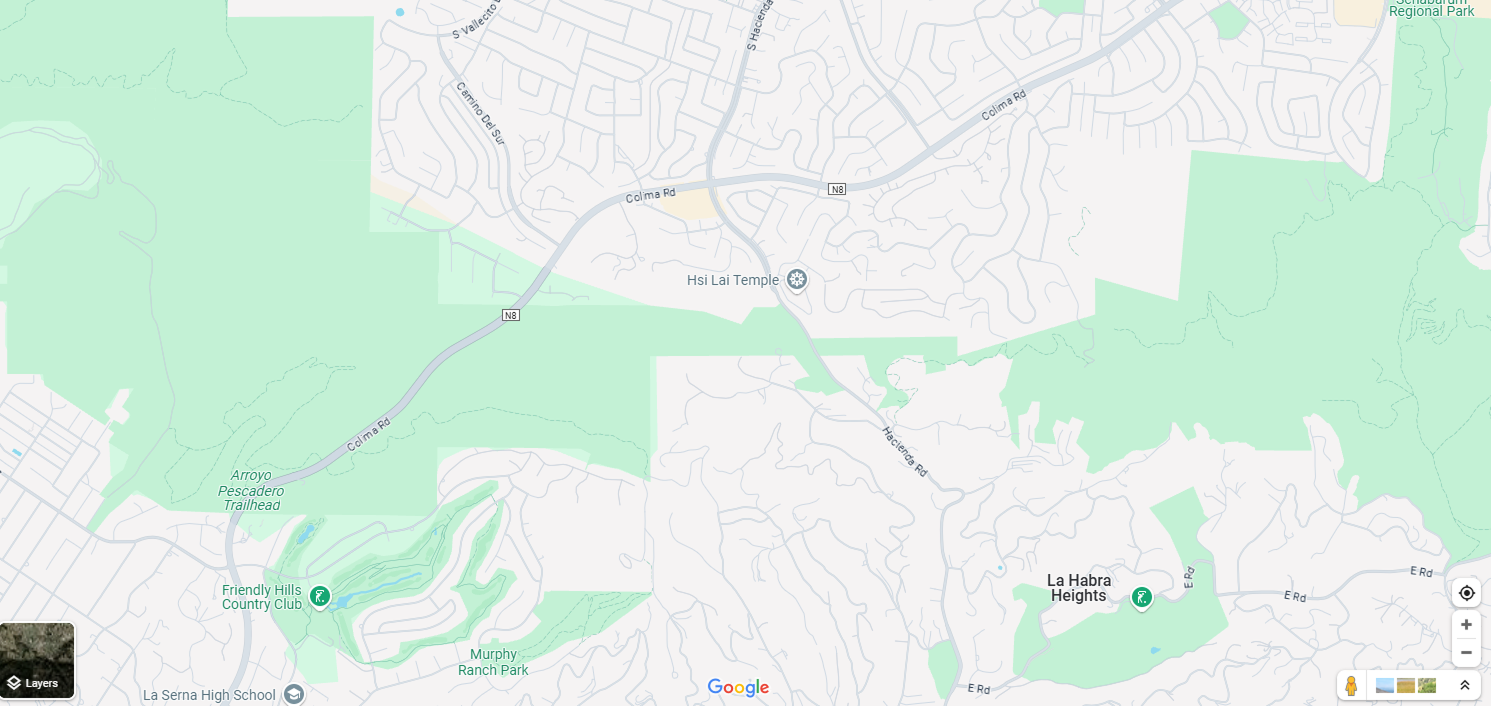 Schabarum
Regional Park
S Vallecito
S Hacienda
Camino Del Sur
Colima Rd
Colima Rd
N8
Hsi Lai Temple
N8
Colima Rd
Hacienda Rd
Arroyo
Pescadero
Trailhead
Friendly Hills
Country Club
La Habra
Heights
E Rd
E Rd
E Rd
Murphy
Ranch Park
Layers
La Serna High School
Google
E Rd